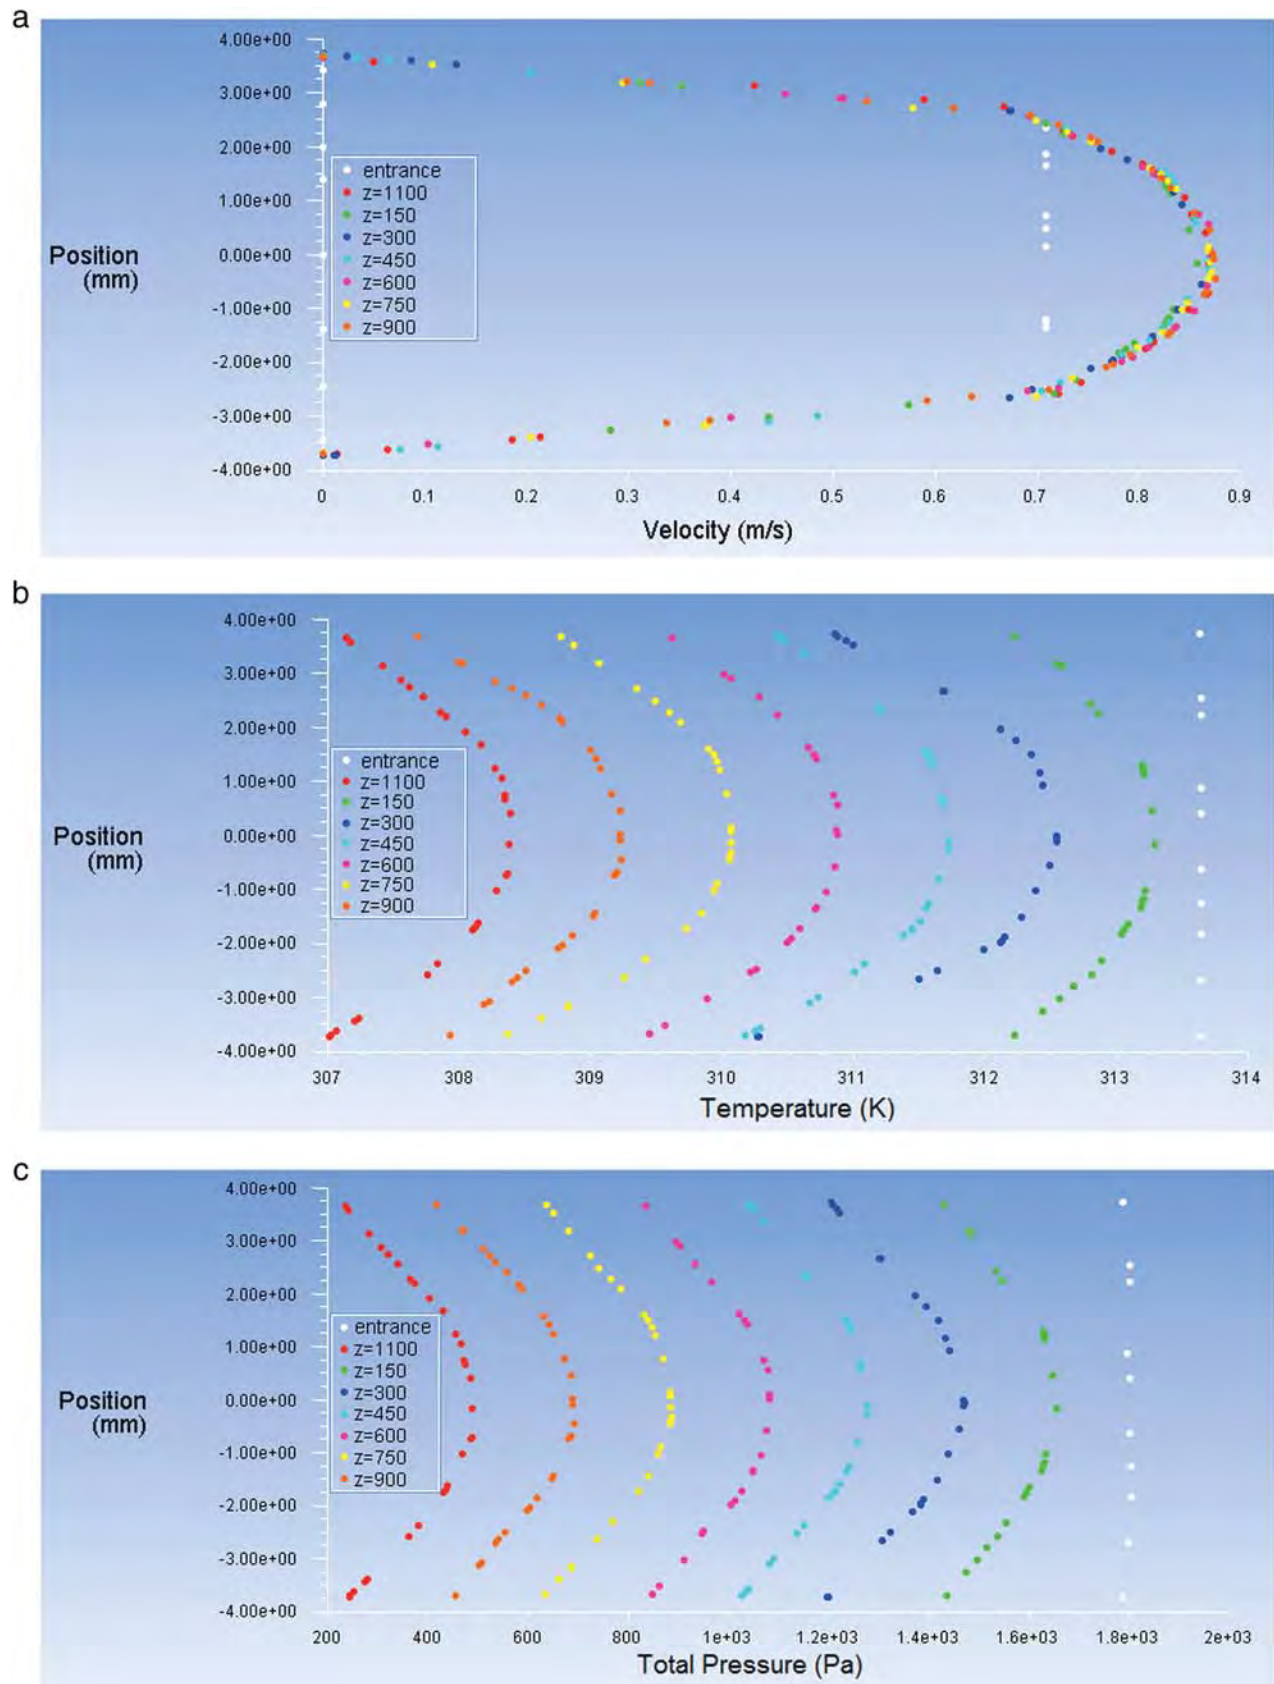 a
4.00e+00
3.00e+00
2.00e+00
1.00e+00
0.00e+00
-1.00e+00
-2.00e+00
-3.00e+00
-4.00e+00
Position
(mm)
entrance
z=1100
z=150
z=300
z=450
z=600
z=750
z=900
0 0.1 0.2 0.3 0.4 0.5 0.6 0.7 0.8 0.9
Velocity (m/s)
b
4.00e+00
3.00e+00
2.00e+00
1.00e+00
0.00e+00
-1.00e+00
-2.00e+00
-3.00e+00
-4.00e+00
Position
(mm)
entrance
z=1100
z=150
z=300
z=450
z=600
z=750
z=900
307 308 309 310 311 312 313 314
Temperature (K)
c
4.00e+00
3.00e+00
2.00e+00
1.00e+00
0.00e+00
-1.00e+00
-2.00e+00
-3.00e+00
-4.00e+00
Position
(mm)
entrance
z=1100
z=150
z=300
z=450
z=600
z=750
z=900
200 400 600 800 1e+03 1.2e+03 1.4e+03 1.6e+03 1.8e+03 2e+03
Total Pressure (Pa)